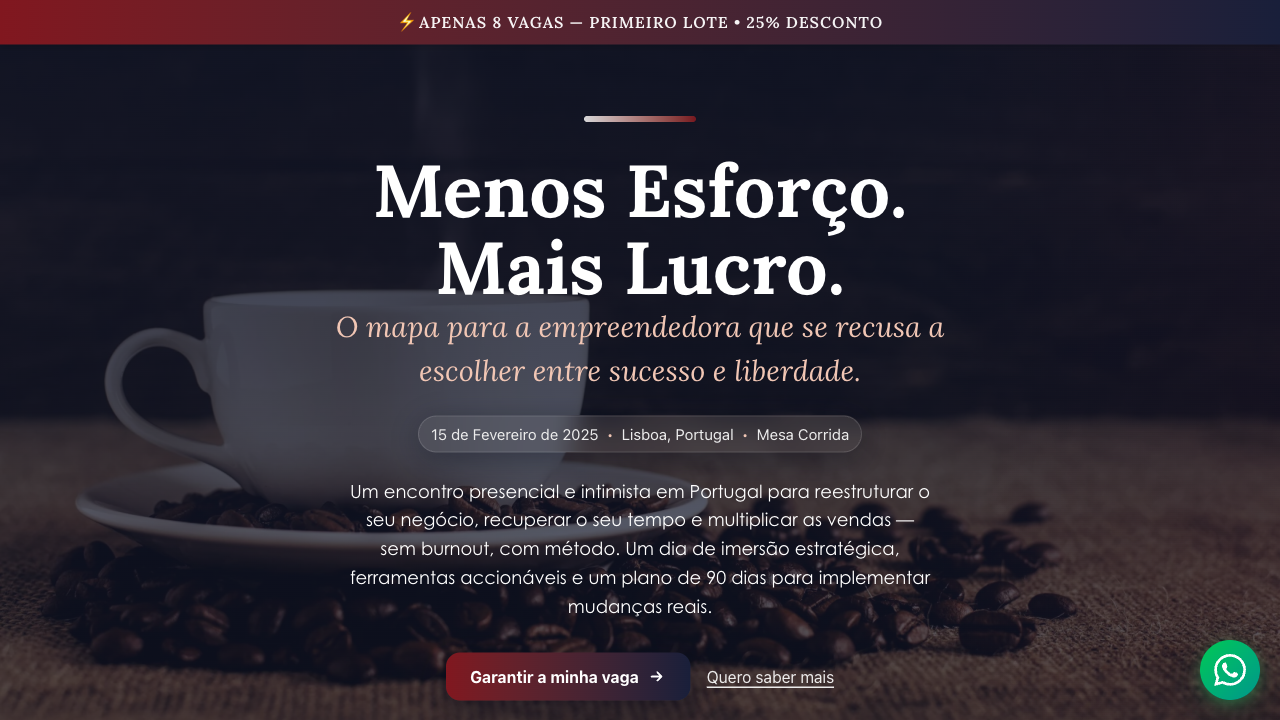 ⚡ APENAS 8 VAGAS — PRIMEIRO LOTE • 25% DESCONTO
Menos Esforço.
Mais Lucro.
O mapa para a empreendedora que se recusa a
escolher entre sucesso e liberdade.
15 de Fevereiro de 2025 • Lisboa, Portugal • Mesa Corrida
Um encontro presencial e intimista em Portugal para reestruturar o
seu negócio, recuperar o seu tempo e multiplicar as vendas —
sem burnout, com método. Um dia de imersão estratégica,
ferramentas accionáveis e um plano de 90 dias para implementar
mudanças reais.
Garantir a minha vaga →
Quero saber mais